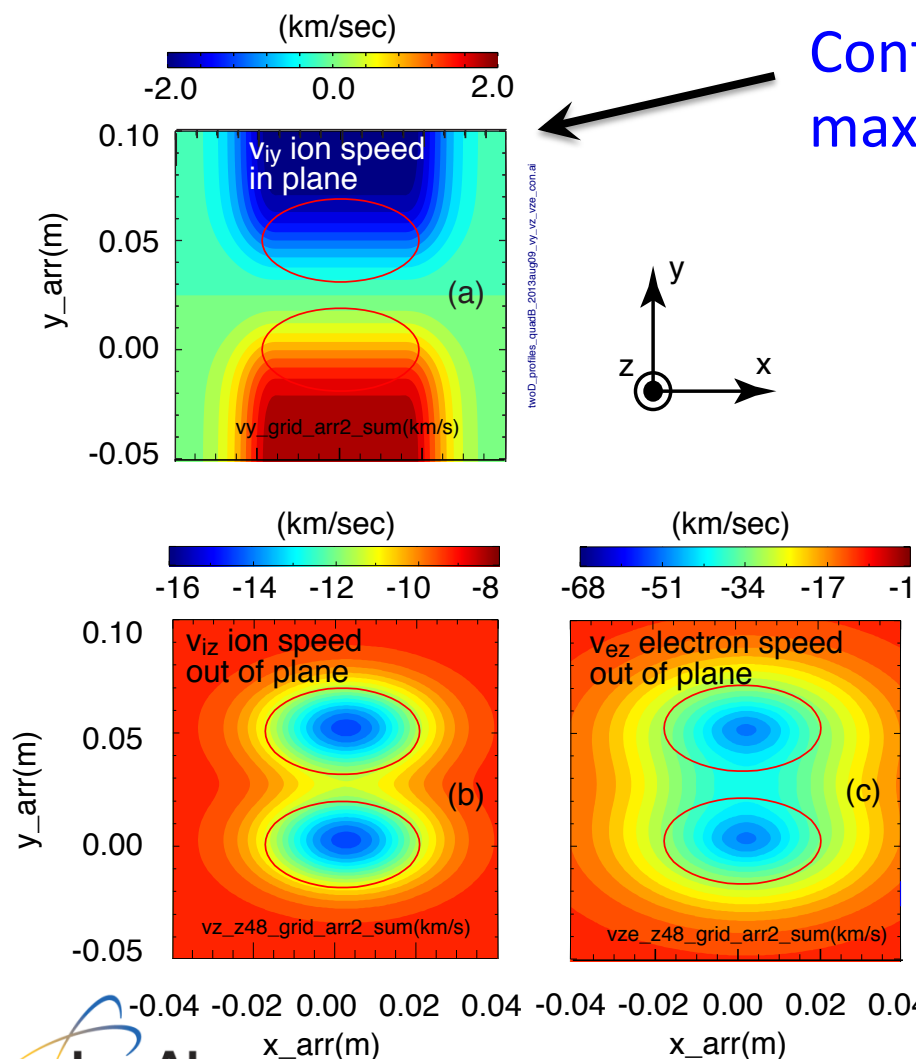 (km/sec)
-2.0 0.0 2.0
0.10
0.05
0.00
-0.05
y_arr(m)
viy ion speed
in plane
(a)
vy_grid_arr2_sum(km/s)
twoD_profiles_quadB_2013aug09_vy_vz_vze_con.ai
y
z
x
(km/sec)
-16 -14 -12 -10 -8
0.10
0.05
0.00
-0.05
y_arr(m)
viz ion speed
out of plane
(b)
vz_z48_grid_arr2_sum(km/s)
-0.04 -0.02 0.00 0.02 0.04
x_arr(m)
(km/sec)
-68 -51 -34 -17 -1
vez electron speed
out of plane
(c)
vze_z48_grid_arr2_sum(km/s)
-0.02 0.00 0.02
x_arr(m)